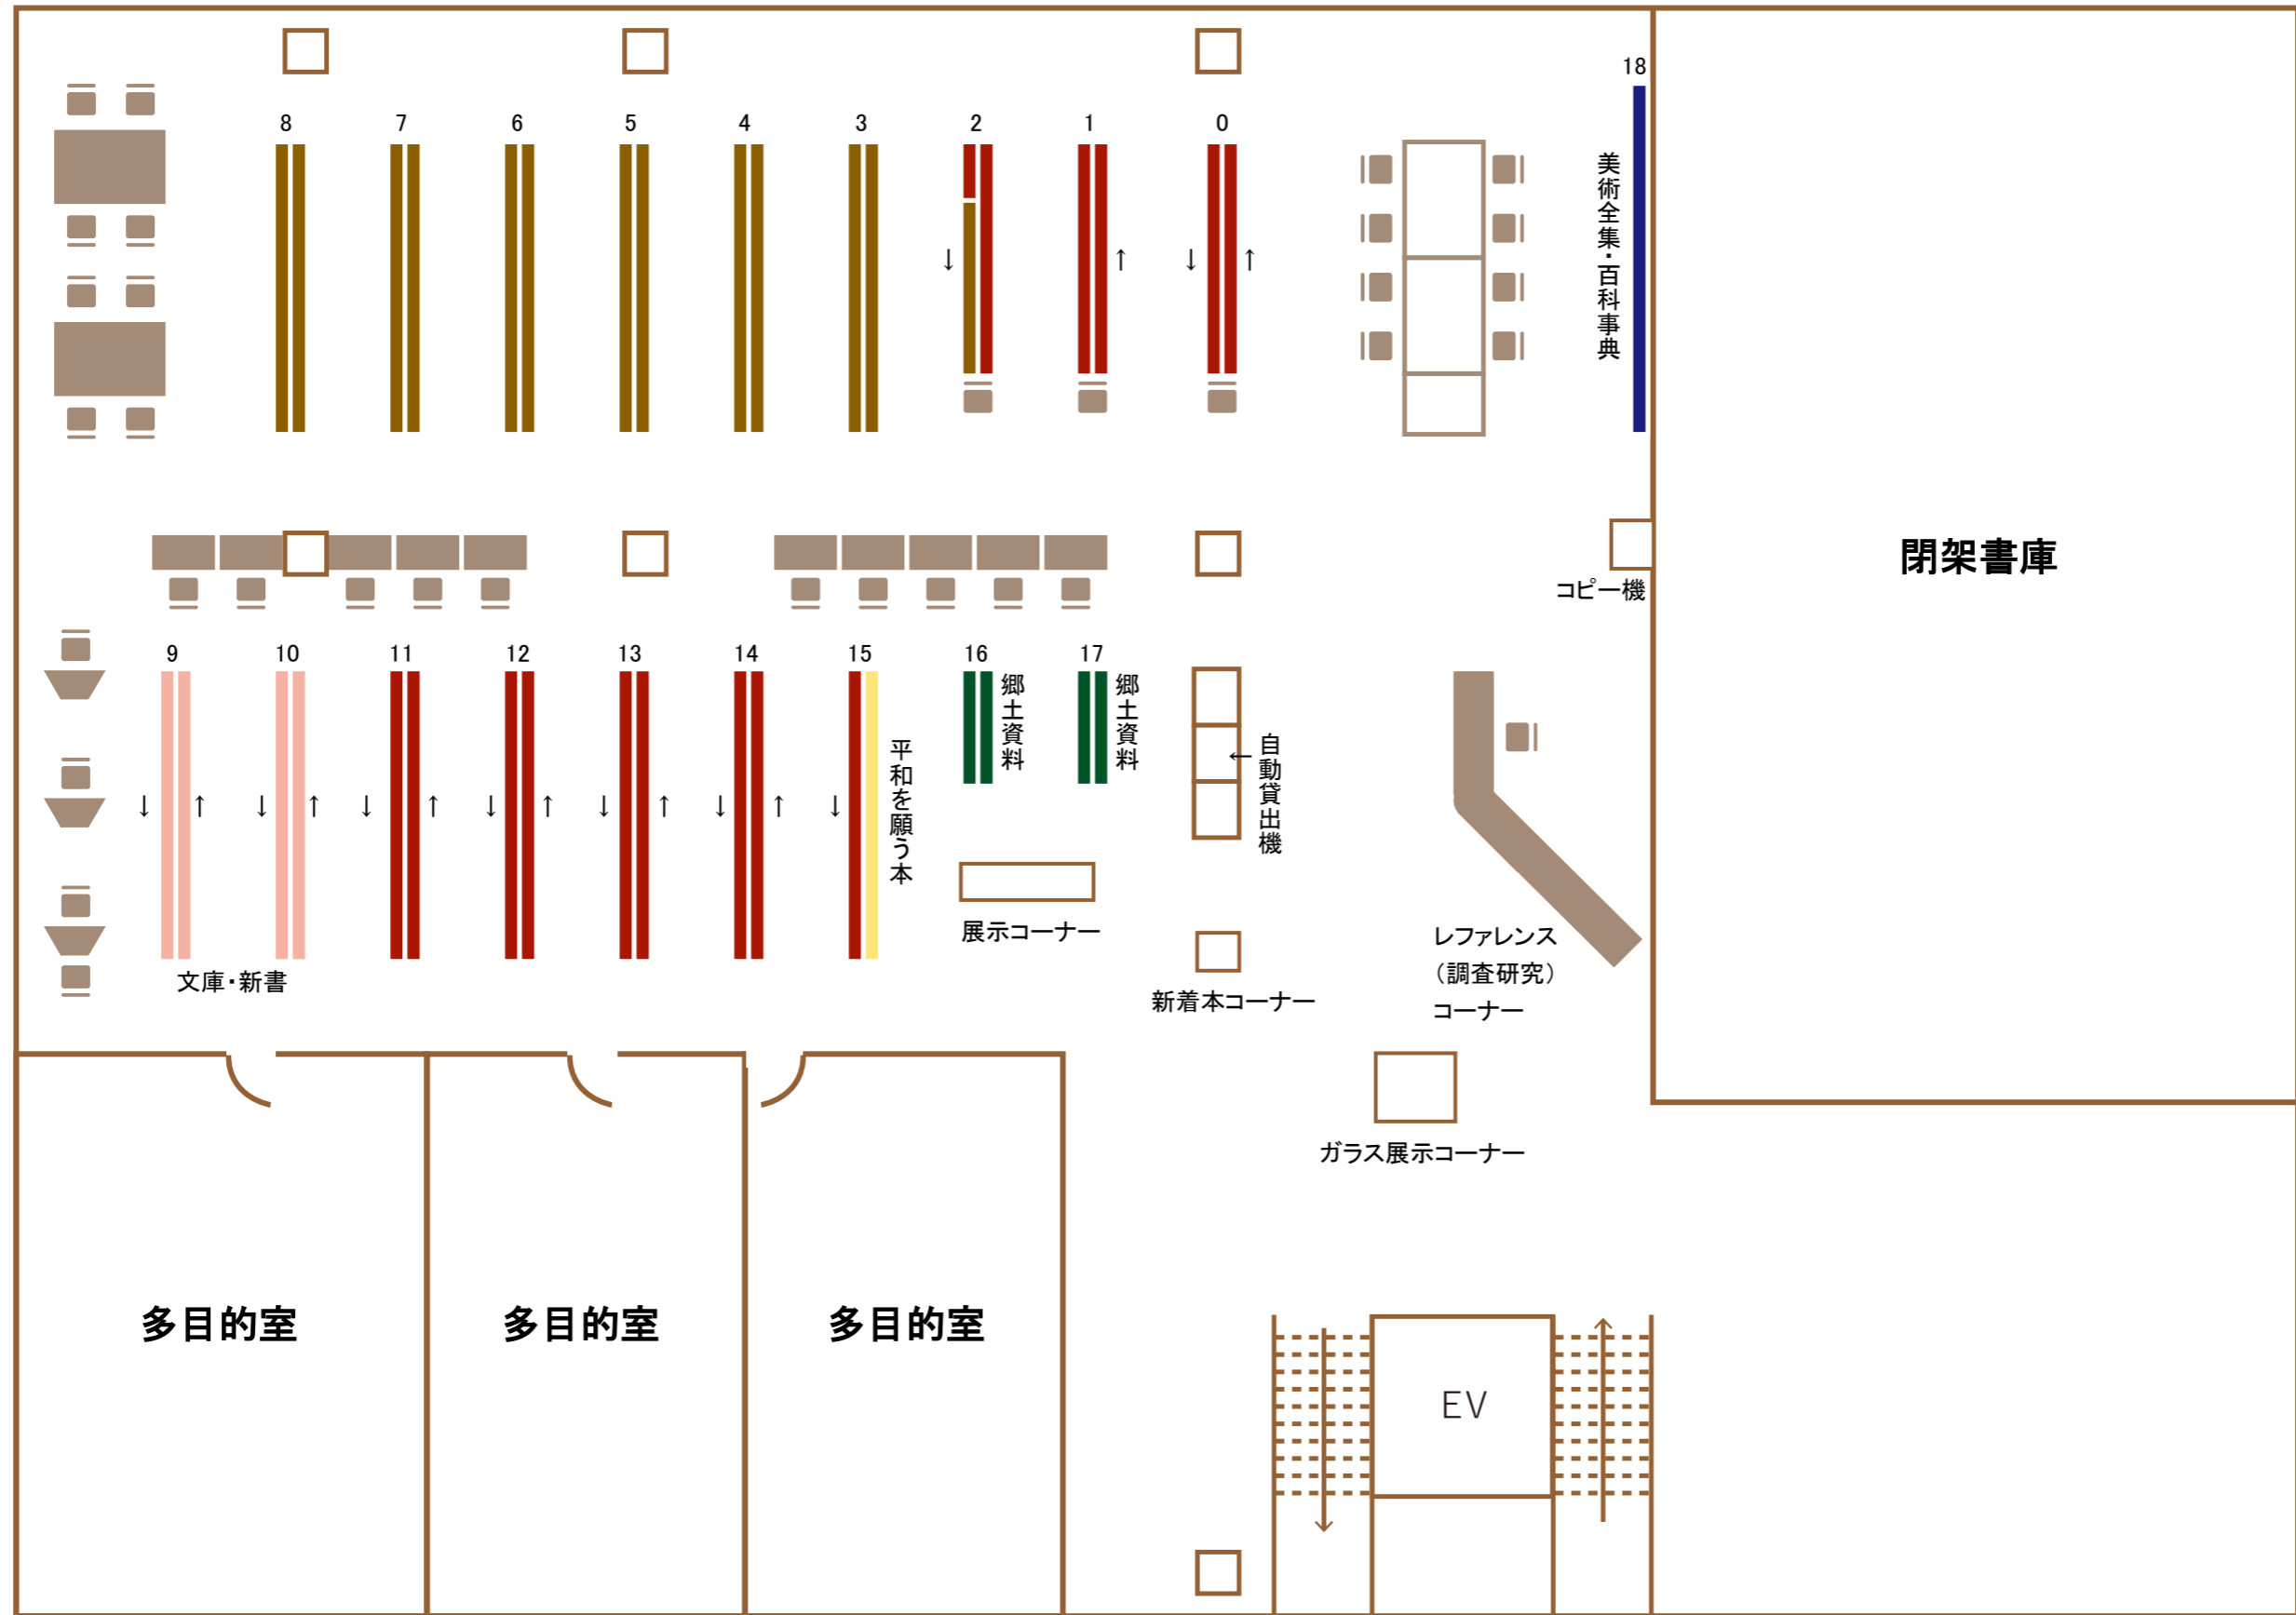 18
8 7 6 5 4 3 2 1 0
↓ ↑ ↓ ↑
美術全集・百科事典
閉架書庫
コピー機
9 10 11 12 13 14 15 16 17
郷土資料
郷土資料
平和を願う本
←自動貸出機
↓ ↑ ↓ ↑ ↓ ↑ ↓ ↑ ↓ ↑ ↓ ↑ ↓
展示コーナー
レファレンス
（調査研究）
コーナー
文庫・新書
新着本コーナー
ガラス展示コーナー
多目的室
多目的室
多目的室
EV